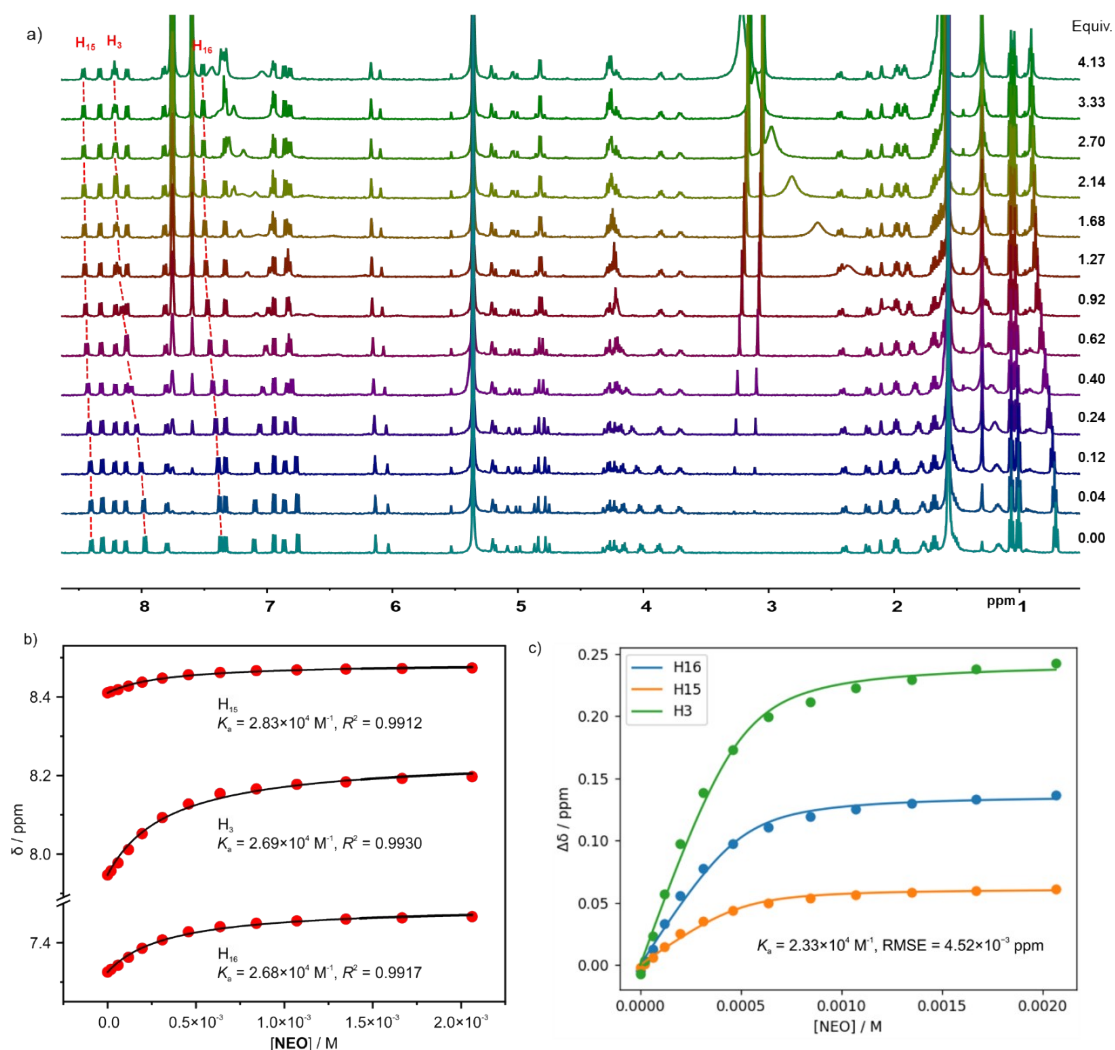 a)
Equiv.
H₁₅ H₃ H₁₆
4.13
3.33
2.70
2.14
1.68
1.27
0.92
0.62
0.40
0.24
0.12
0.04
0.00
8 7 6 5 4 3 2 ppm 1
b)
δ / ppm
8.4
8.2
8.0
7.4
H₁₅
Kₐ = 2.83×10⁴ M⁻¹, R² = 0.9912
H₃
Kₐ = 2.69×10⁴ M⁻¹, R² = 0.9930
H₁₆
Kₐ = 2.68×10⁴ M⁻¹, R² = 0.9917
0.0 5.0×10⁻³ 1.0×10⁻³ 1.5×10⁻³ 2.0×10⁻³
[NEO] / M
c)
Δδ / ppm
0.25
0.20
0.15
0.10
0.05
0.00
H16
H15
H3
Kₐ = 2.33×10⁴ M⁻¹, RMSE = 4.52×10⁻³ ppm
0.0000 0.0005 0.0010 0.0015 0.0020
[NEO] / M